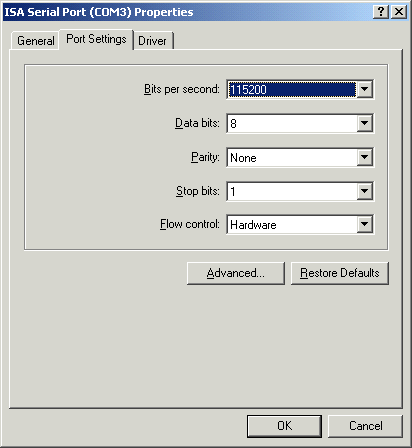 ISA Serial Port (COM3) Properties
General Port Settings Driver
Bits per second: 115200
Data bits: 8
Parity: None
Stop bits: 1
Flow control: Hardware
Advanced... Restore Defaults
OK Cancel